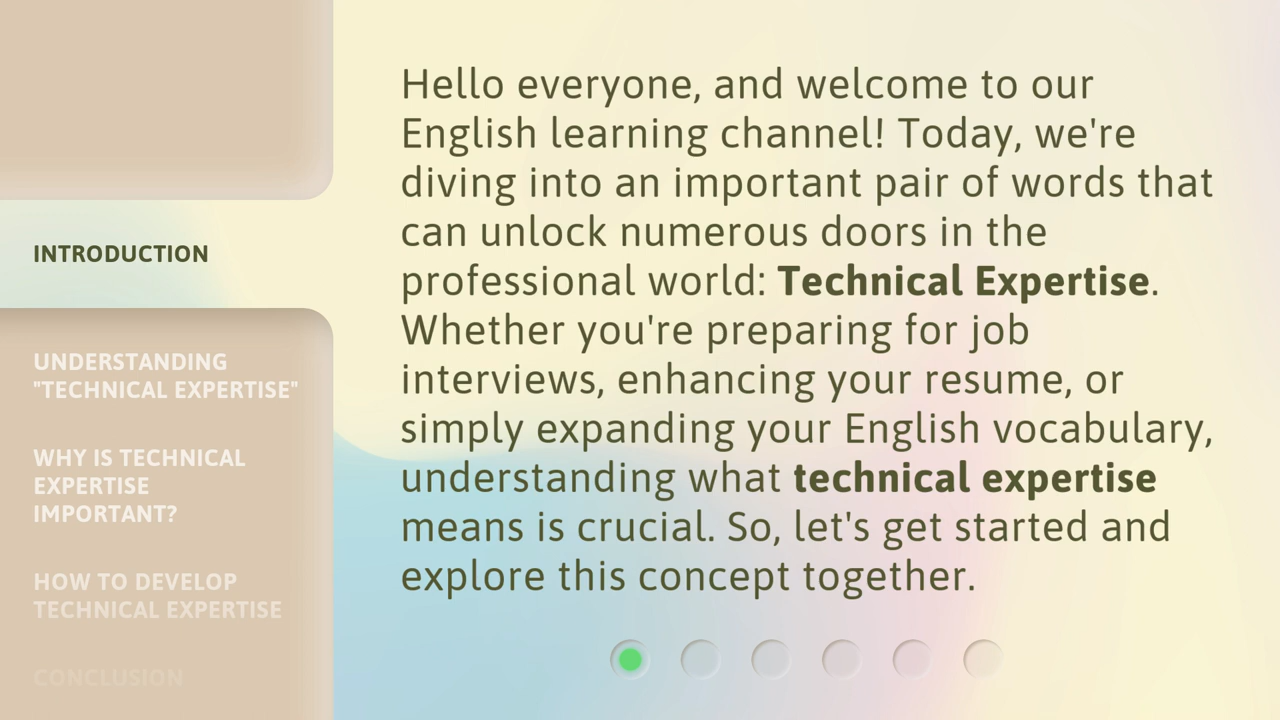 INTRODUCTION
UNDERSTANDING
"TECHNICAL EXPERTISE"
WHY IS TECHNICAL
EXPERTISE
IMPORTANT?
HOW TO DEVELOP
TECHNICAL EXPERTISE
CONCLUSION
Hello everyone, and welcome to our
English learning channel! Today, we're
diving into an important pair of words that
can unlock numerous doors in the
professional world: Technical Expertise.
Whether you're preparing for job
interviews, enhancing your resume, or
simply expanding your English vocabulary,
understanding what technical expertise
means is crucial. So, let's get started and
explore this concept together.